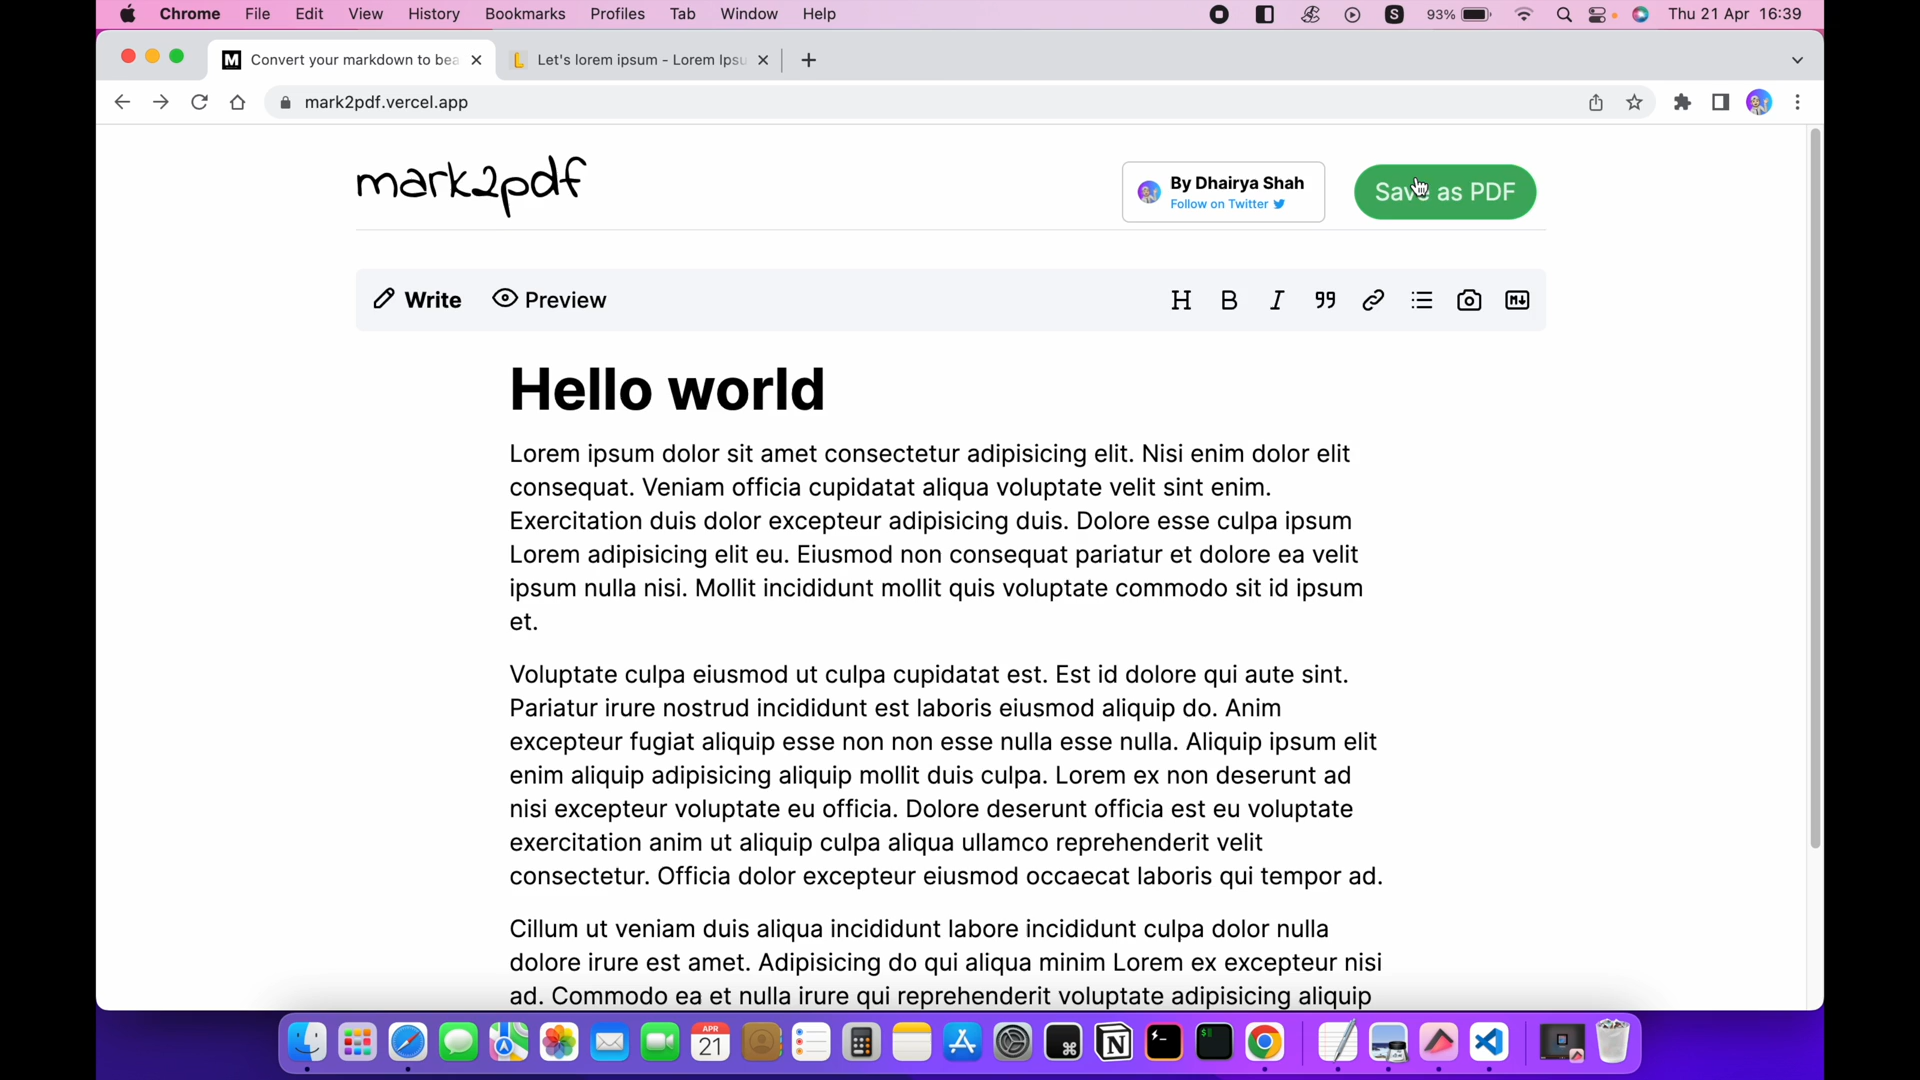 Chrome File Edit View History Bookmarks Profiles Tab Window Help S 93% Thu 21 Apr 16:39
M Convert your markdown to bea Let's lorem ipsum - Lorem Ipsu
mark2pdf.vercel.app
mark2pdf
By Dhairya Shah
Follow on Twitter
Save as PDF
Write Preview H B I
Hello world
Lorem ipsum dolor sit amet consectetur adipisicing elit. Nisi enim dolor elit
consequat. Veniam officia cupidatat aliqua voluptate velit sint enim.
Exercitation duis dolor excepteur adipisicing duis. Dolore esse culpa ipsum
Lorem adipisicing elit eu. Eiusmod non consequat pariatur et dolore ea velit
ipsum nulla nisi. Mollit incididunt mollit quis voluptate commodo sit id ipsum
et.
Voluptate culpa eiusmod ut culpa cupidatat est. Est id dolore qui aute sint.
Pariatur irure nostrud incididunt est laboris eiusmod aliquip do. Anim
excepteur fugiat aliquip esse non non esse nulla esse nulla. Aliquip ipsum elit
enim aliquip adipisicing aliquip mollit duis culpa. Lorem ex non deserunt ad
nisi excepteur voluptate eu officia. Dolore deserunt officia est eu voluptate
exercitation anim ut aliquip culpa aliqua ullamco reprehenderit velit
consectetur. Officia dolor excepteur eiusmod occaecat laboris qui tempor ad.
Cillum ut veniam duis aliqua incididunt labore incididunt culpa dolor nulla
dolore irure est amet. Adipisicing do qui aliqua minim Lorem ex excepteur nisi
ad. Commodo ea et nulla irure qui reprehenderit voluptate adipisicing aliquip
APR
21